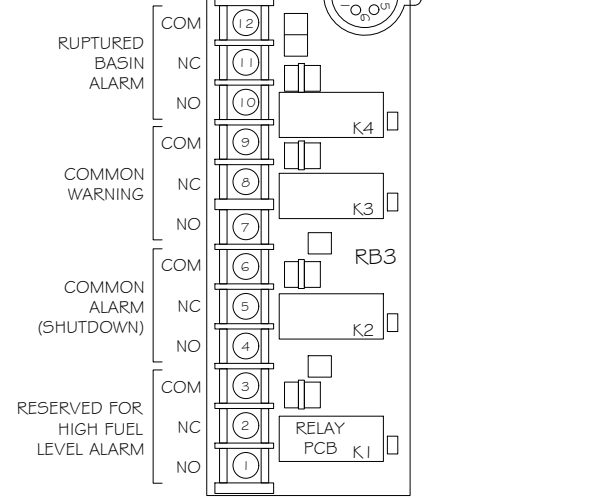 COM 12
RUPTURED
BASIN
ALARM
NC 11
NO 10
K4
COM 9
COMMON
WARNING
NC 8
K3
NO 7
RB3
COM 6
COMMON
ALARM
(SHUTDOWN)
NC 5
K2
NO 4
COM 3
RESERVED FOR
HIGH FUEL
LEVEL ALARM
NC 2
RELAY
PCB K1
NO 1
5
6